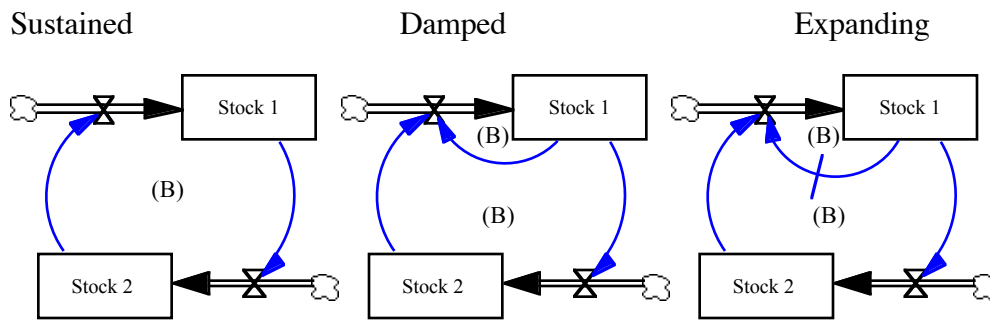 Sustained
Damped
Expanding
Stock 1
Stock 1
Stock 1
(B)
(B)
(B)
(B)
(B)
Stock 2
Stock 2
Stock 2